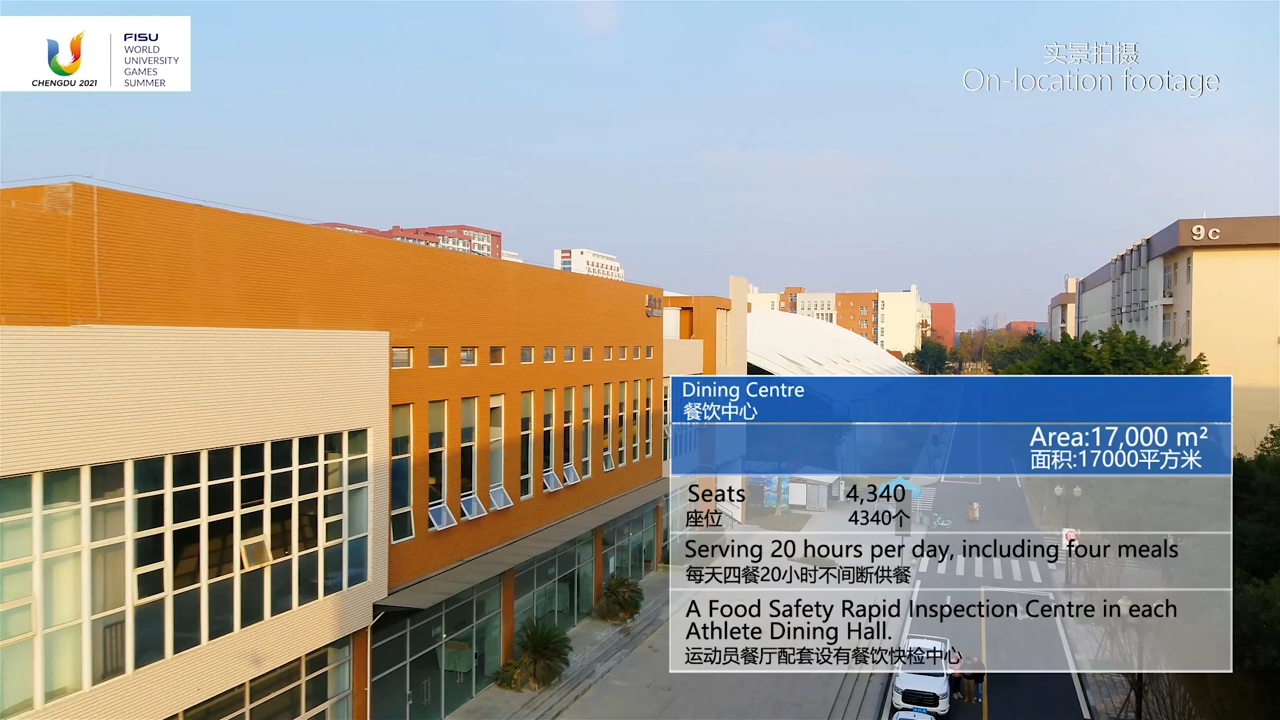 CHENGDU 2021
FISU
WORLD
UNIVERSITY
GAMES
SUMMER
实景拍摄
On-location footage
9c
Dining Centre
餐饮中心
Area:17,000 m²
面积:17000平方米
Seats 4,340
座位 4340个
Serving 20 hours per day, including four meals
每天四餐20小时不间断供餐
A Food Safety Rapid Inspection Centre in each
Athlete Dining Hall.
运动员餐厅配套设有餐饮快检中心